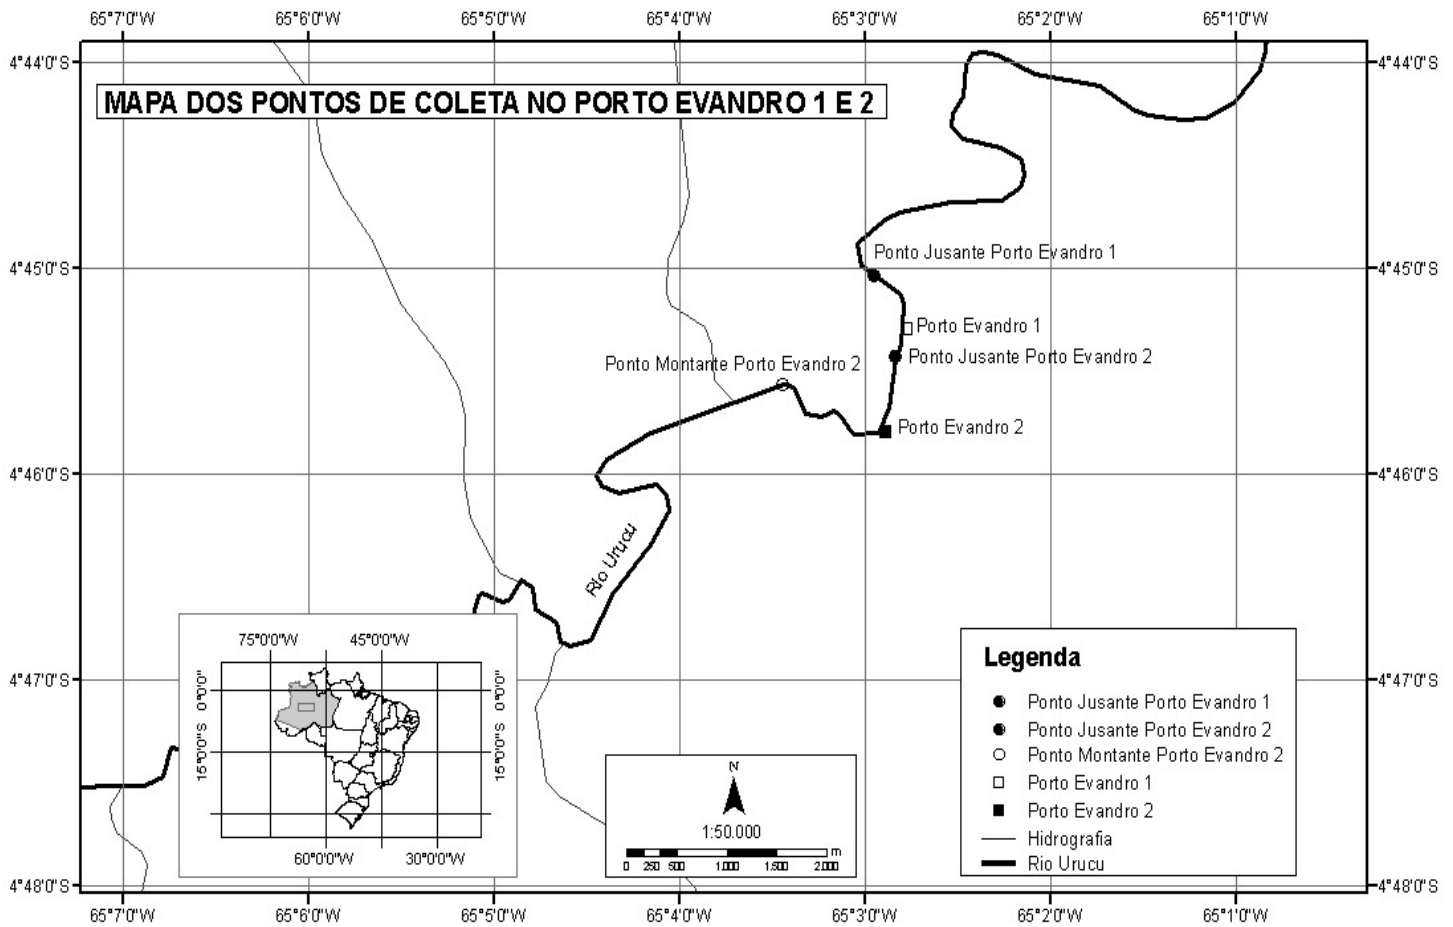 65°7'0"W 65°6'0"W 65°5'0"W 65°4'0"W 65°3'0"W 65°2'0"W 65°1'0"W
4°44'0"S 4°44'0"S
MAPA DOS PONTOS DE COLETA NO PORTO EVANDRO 1 E 2
Ponto Jusante Porto Evandro 1
4°45'0"S 4°45'0"S
Porto Evandro 1
Ponto Jusante Porto Evandro 2
Ponto Montante Porto Evandro 2
Porto Evandro 2
4°46'0"S 4°46'0"S
Rio Urucu
75°0'0"W 45°0'0"W
0°0'0" 0°0'0"
15°0'0"S 15°0'0"S
60°0'0"W 30°0'0"W
4°47'0"S 4°47'0"S
N
1:50.000
m
0 250 500 1.000 1.500 2.000
Legenda
Ponto Jusante Porto Evandro 1
Ponto Jusante Porto Evandro 2
Ponto Montante Porto Evandro 2
Porto Evandro 1
Porto Evandro 2
Hidrografia
Rio Urucu
4°48'0"S 4°48'0"S
65°7'0"W 65°6'0"W 65°5'0"W 65°4'0"W 65°3'0"W 65°2'0"W 65°1'0"W